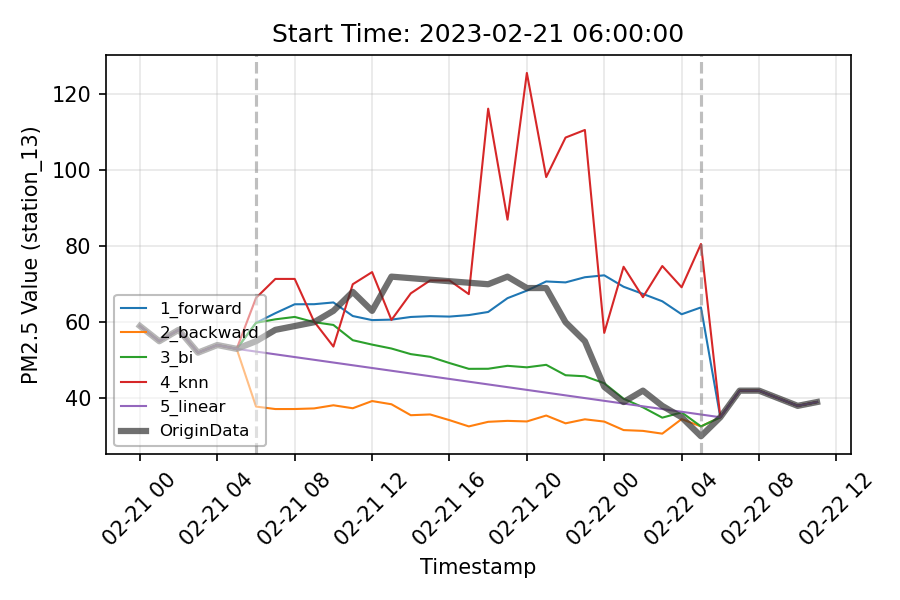 Start Time: 2023-02-21 06:00:00
PM2.5 Value (station_13)
120
100
80
60
40
1_forward
2_backward
3_bi
4_knn
5_linear
OriginData
02-21 00
02-21 04
02-21 08
02-21 12
02-21 16
02-21 20
02-22 00
02-22 04
02-22 08
02-22 12
Timestamp